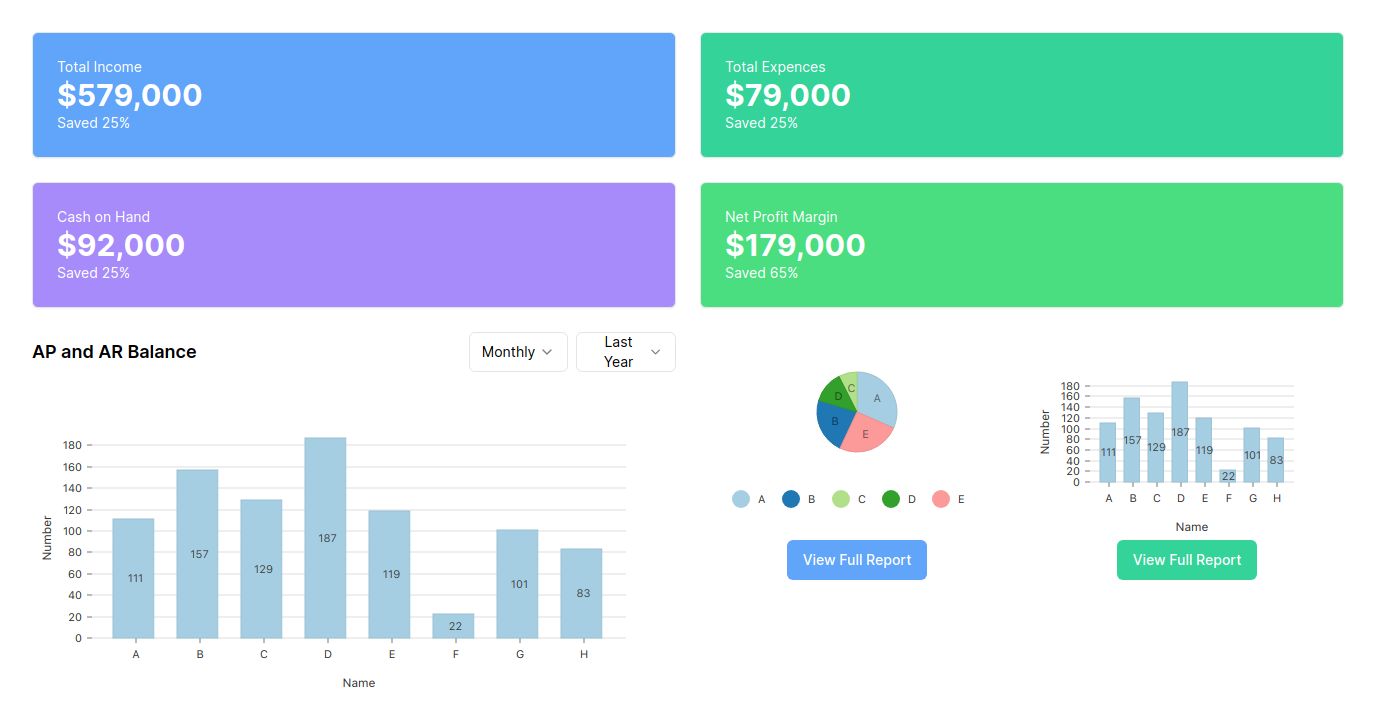 Total Income
$579,000
Saved 25%
Total Expences
$79,000
Saved 25%
Cash on Hand
$92,000
Saved 25%
Net Profit Margin
$179,000
Saved 65%
AP and AR Balance
Monthly
Last
Year
Number
180
160
140
120
100
80
60
40
20
0
111
157
129
187
119
22
101
83
A B C D E F G H
Name
A
E
B
D
C
A B C D E
View Full Report
Number
180
160
140
120
100
80
60
40
20
0
111
157
129
187
119
22
101
83
A B C D E F G H
Name
View Full Report